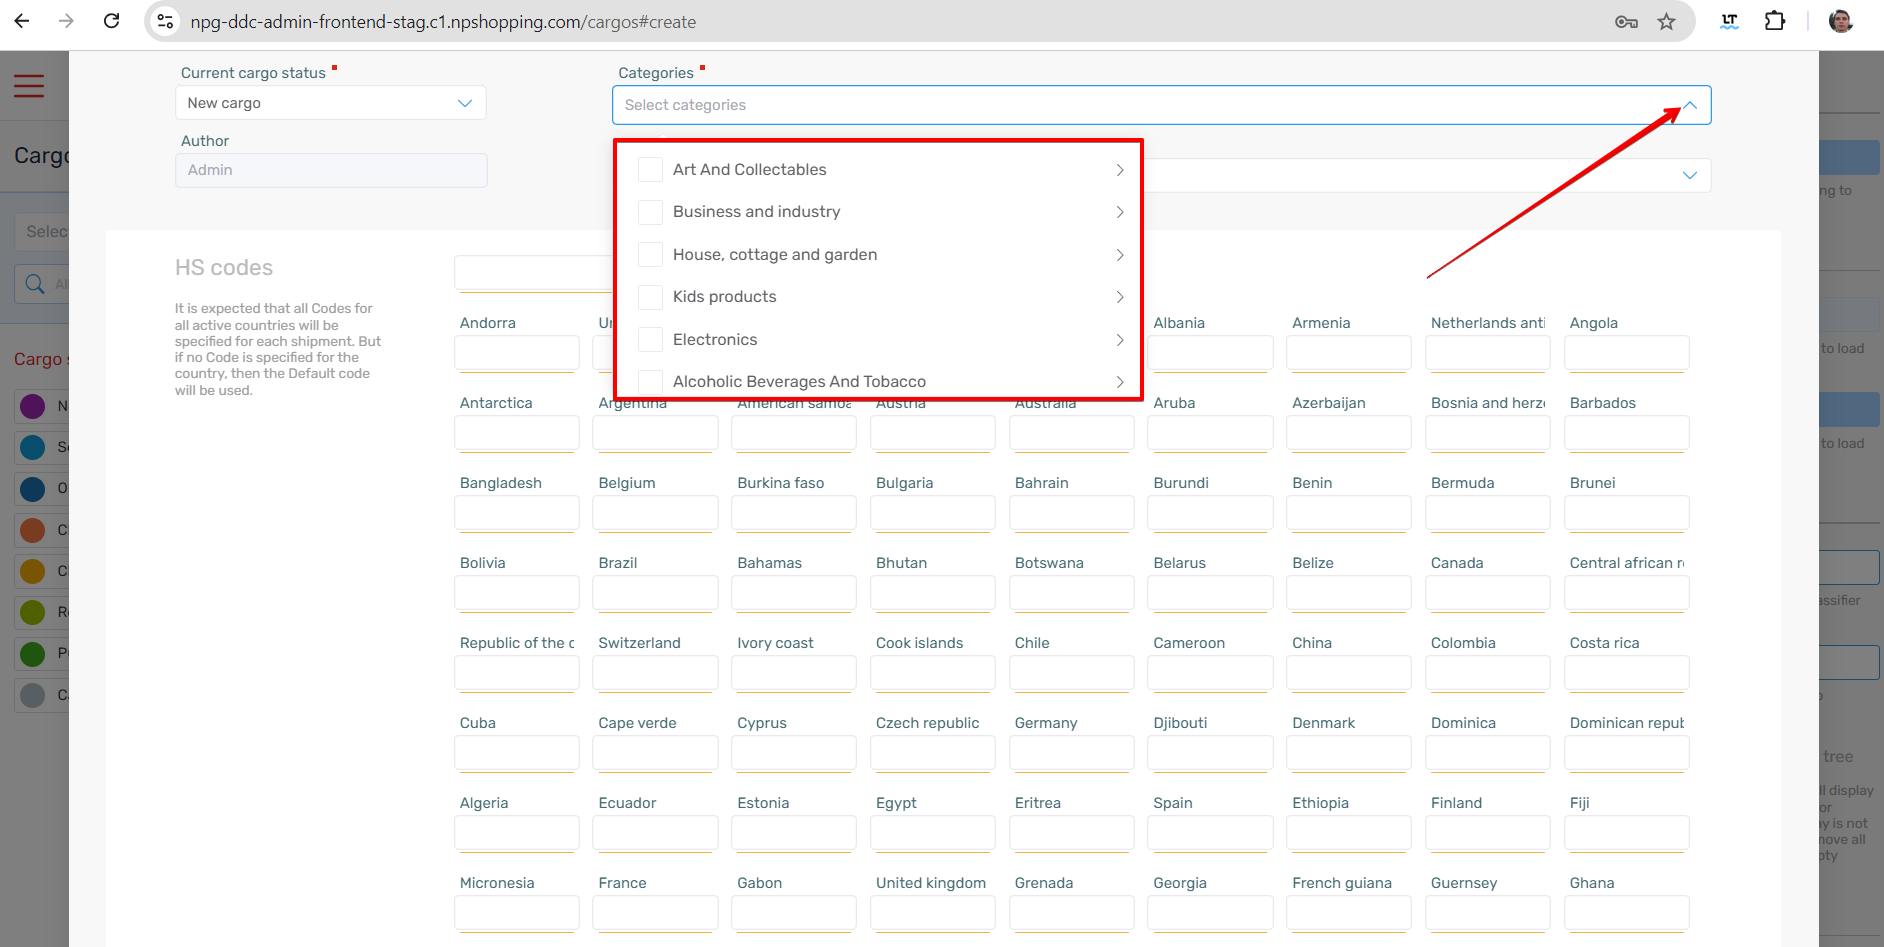 npg-ddc-admin-frontend-stag.c1.npshopping.com/cargos#create
LT
Current cargo status
Categories
New cargo
Select categories
Author
Admin
Art And Collectables
Business and industry
House, cottage and garden
Kids products
Electronics
Alcoholic Beverages And Tobacco
HS codes
It is expected that all Codes for
all active countries will be
specified for each shipment. But
if no Code is specified for the
country, then the Default code
will be used.
Andorra
Albania
Armenia
Netherlands anti
Angola
Antarctica
Argentina
American samoa
Austria
Australia
Aruba
Azerbaijan
Bosnia and herz
Barbados
Bangladesh
Belgium
Burkina faso
Bulgaria
Bahrain
Burundi
Benin
Bermuda
Brunei
Bolivia
Brazil
Bahamas
Bhutan
Botswana
Belarus
Belize
Canada
Central african
Republic of the
Switzerland
Ivory coast
Cook islands
Chile
Cameroon
China
Colombia
Costa rica
Cuba
Cape verde
Cyprus
Czech republic
Germany
Djibouti
Denmark
Dominica
Dominican repub
Algeria
Ecuador
Estonia
Egypt
Eritrea
Spain
Ethiopia
Finland
Fiji
Micronesia
France
Gabon
United kingdom
Grenada
Georgia
French guiana
Guernsey
Ghana
Carg
Selec
Cargo
ng to
to load
to load
assifier
tree
ll display
or
ay is not
move all
pty